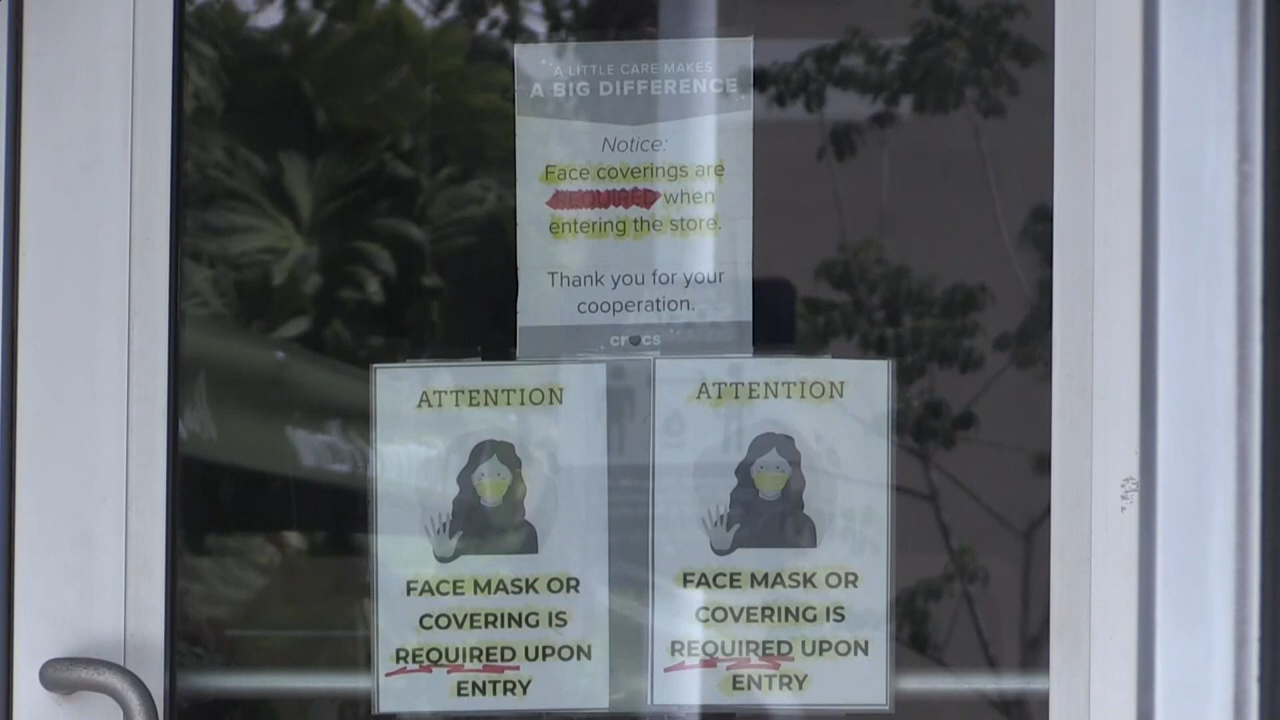 A LITTLE CARE MAKES
A BIG DIFFERENCE
Notice:
Face coverings are
REQUIRED when
entering the store.
Thank you for your
cooperation.
crocs
ATTENTION
FACE MASK OR
COVERING IS
REQUIRED UPON
ENTRY
ATTENTION
FACE MASK OR
COVERING IS
REQUIRED UPON
ENTRY